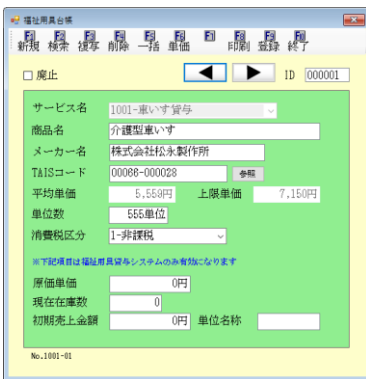 福祉用具台帳
F1 F2 F3 F4 F5 F6 F7 F8 F9 F10
新規 検索 複写 削除 一括 単価 印刷 登録 終了
廃止 ID 000001
サービス名 1001-車いす貸与
商品名 介護型車いす
メーカー名 株式会社松永製作所
TAISコード 00066-000028 参照
平均単価 5,559円 上限単価 7,150円
単位数 555単位
消費税区分 1-非課税
※下記項目は福祉用具貸与システムのみ有効になります
原価単価 0円
現在在庫数 0
初期売上金額 0円 単位名称
No.1001-01